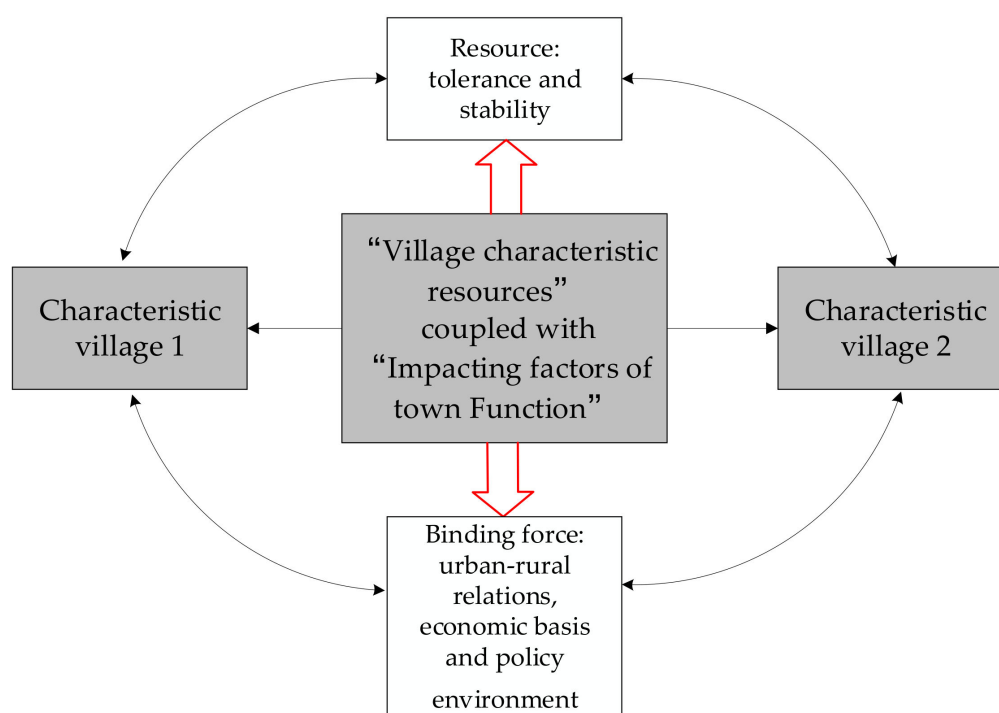 Resource:
tolerance and
stability
“Village characteristic
resources”
coupled with
“Impacting factors of
town Function”
Characteristic
village 1
Characteristic
village 2
Binding force:
urban-rural
relations,
economic basis
and policy
environment